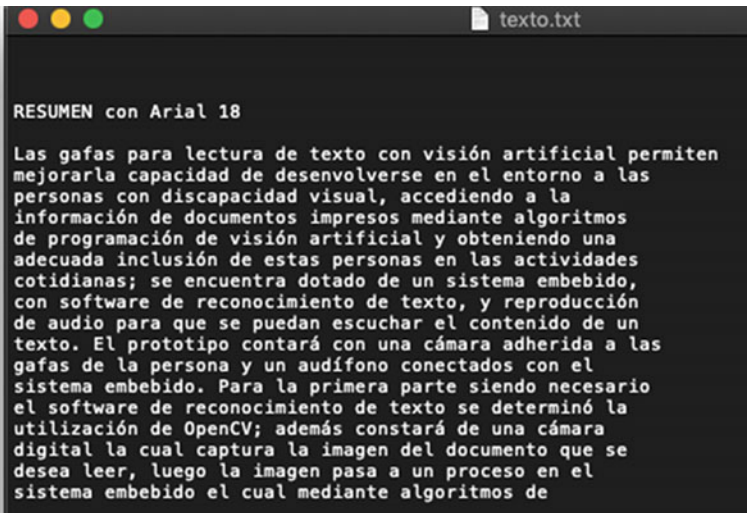 texto.txt
RESUMEN con Arial 18
Las gafas para lectura de texto con visión artificial permiten
mejorarla capacidad de desenvolverse en el entorno a las
personas con discapacidad visual, accediendo a la
información de documentos impresos mediante algoritmos
de programación de visión artificial y obteniendo una
adecuada inclusión de estas personas en las actividades
cotidianas; se encuentra dotado de un sistema embebido,
con software de reconocimiento de texto, y reproducción
de audio para que se puedan escuchar el contenido de un
texto. El prototipo contará con una cámara adherida a las
gafas de la persona y un audífono conectados con el
sistema embebido. Para la primera parte siendo necesario
el software de reconocimiento de texto se determinó la
utilización de OpenCV; además constará de una cámara
digital la cual captura la imagen del documento que se
desea leer, luego la imagen pasa a un proceso en el
sistema embebido el cual mediante algoritmos de